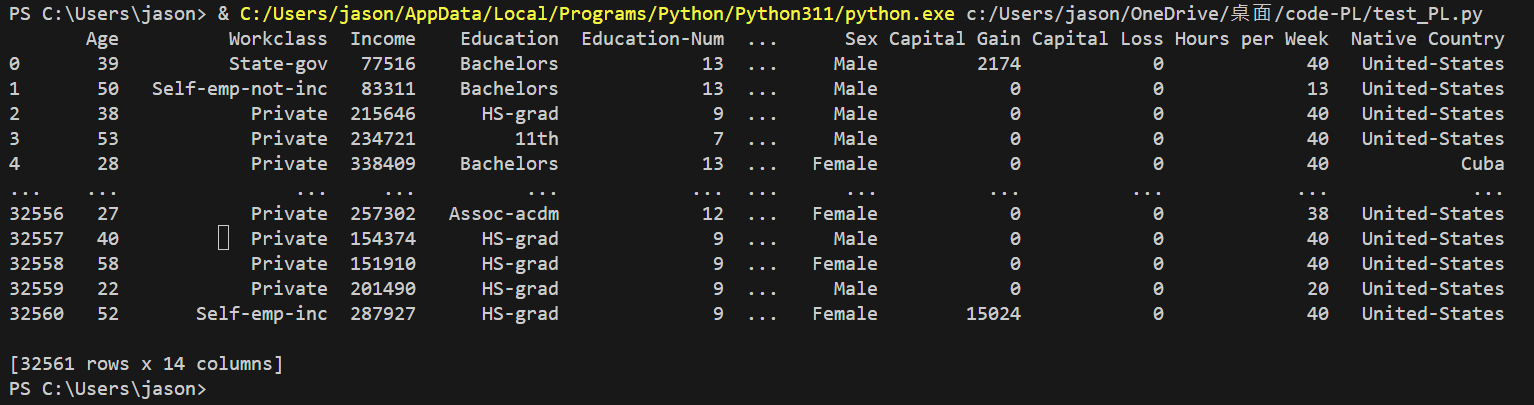 PS C:\Users\jason> & C:/Users/jason/AppData/Local/Programs/Python/Python311/python.exe c:/Users/jason/OneDrive/桌面/code-PL/test_PL.py
Age Workclass Income Education Education-Num ... Sex Capital Gain Capital Loss Hours per Week Native Country
0 39 State-gov 77516 Bachelors 13 ... Male 2174 0 40 United-States
1 50 Self-emp-not-inc 83311 Bachelors 13 ... Male 0 0 13 United-States
2 38 Private 215646 HS-grad 9 ... Male 0 0 40 United-States
3 53 Private 234721 11th 7 ... Male 0 0 40 United-States
4 28 Private 338409 Bachelors 13 ... Female 0 0 40 Cuba
... ... ... ... ... ... ... ... ... ... ... ...
32556 27 Private 257302 Assoc-acdm 12 ... Female 0 0 38 United-States
32557 40 Private 154374 HS-grad 9 ... Male 0 0 40 United-States
32558 58 Private 151910 HS-grad 9 ... Female 0 0 40 United-States
32559 22 Private 201490 HS-grad 9 ... Male 0 0 20 United-States
32560 52 Self-emp-inc 287927 HS-grad 9 ... Female 15024 0 40 United-States
[32561 rows x 14 columns]
PS C:\Users\jason>